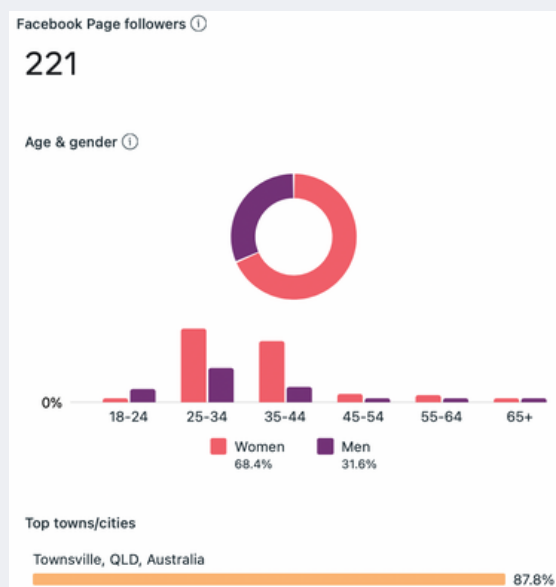 Facebook Page followers
221
Age & gender
0%
18-24 25-34 35-44 45-54 55-64 65+
Women Men
68.4% 31.6%
Top towns/cities
Townsville, QLD, Australia
87.8%